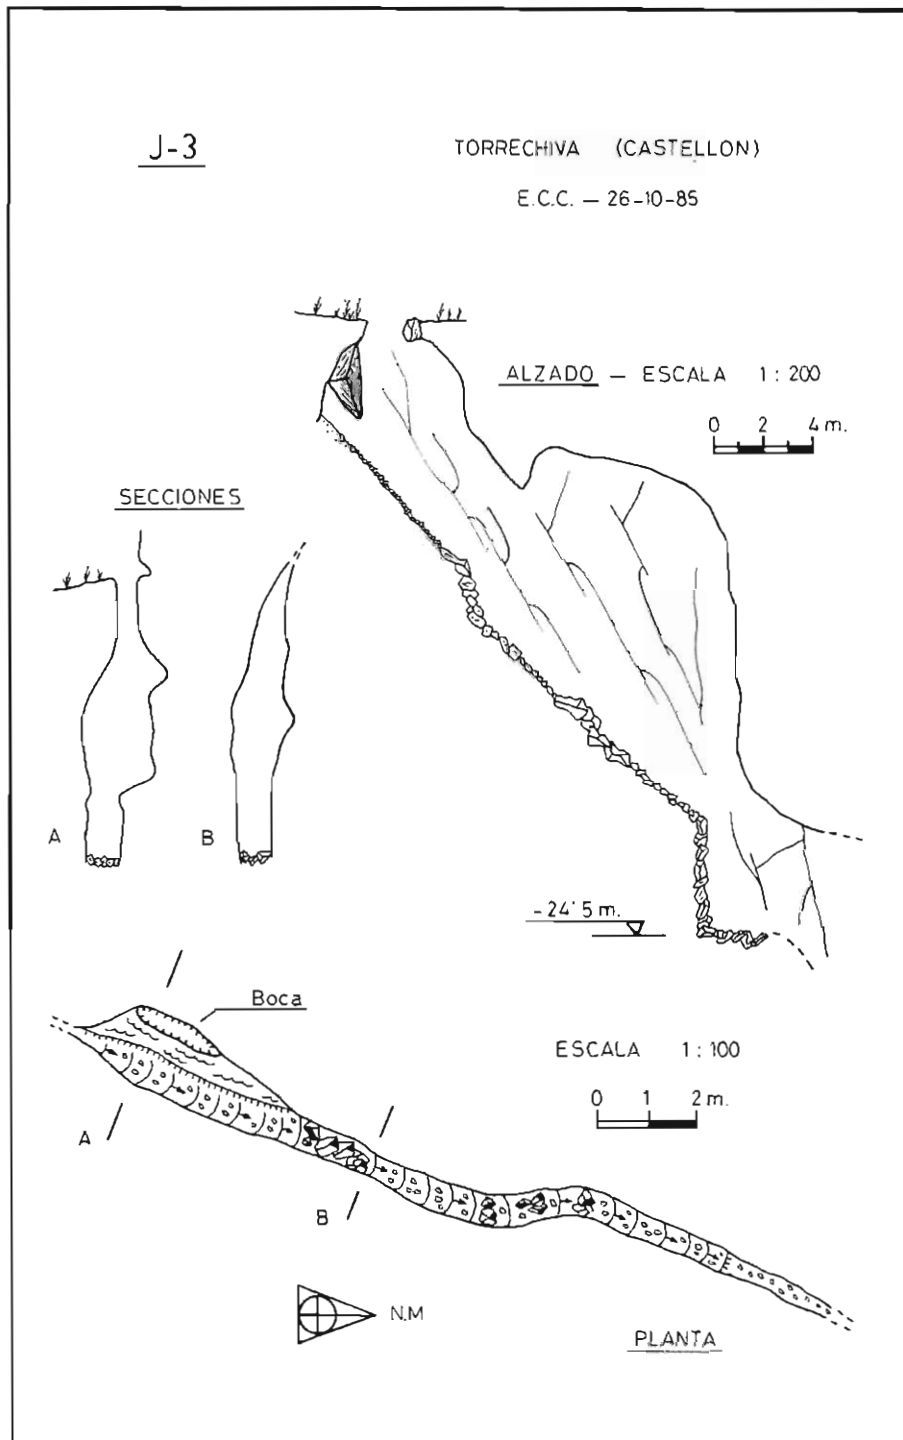 J-3
TORRECHIVA (CASTELLON)
E.C.C. — 26-10-85
ALZADO — ESCALA 1:200
0 2 4 m.
SECCIONES
A
B
-24'5 m.
Boca
ESCALA 1:100
0 1 2 m.
A
B
N.M
PLANTA